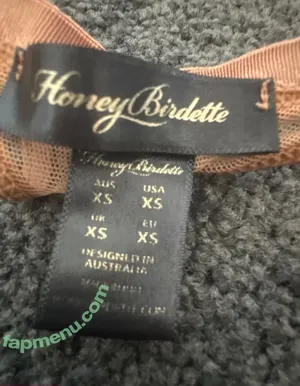 Honey Birdette
Honey Birdette
AUS USA
XS XS
UK EU
XS XS
DESIGNED IN
AUSTRALIA
fapmenu.com